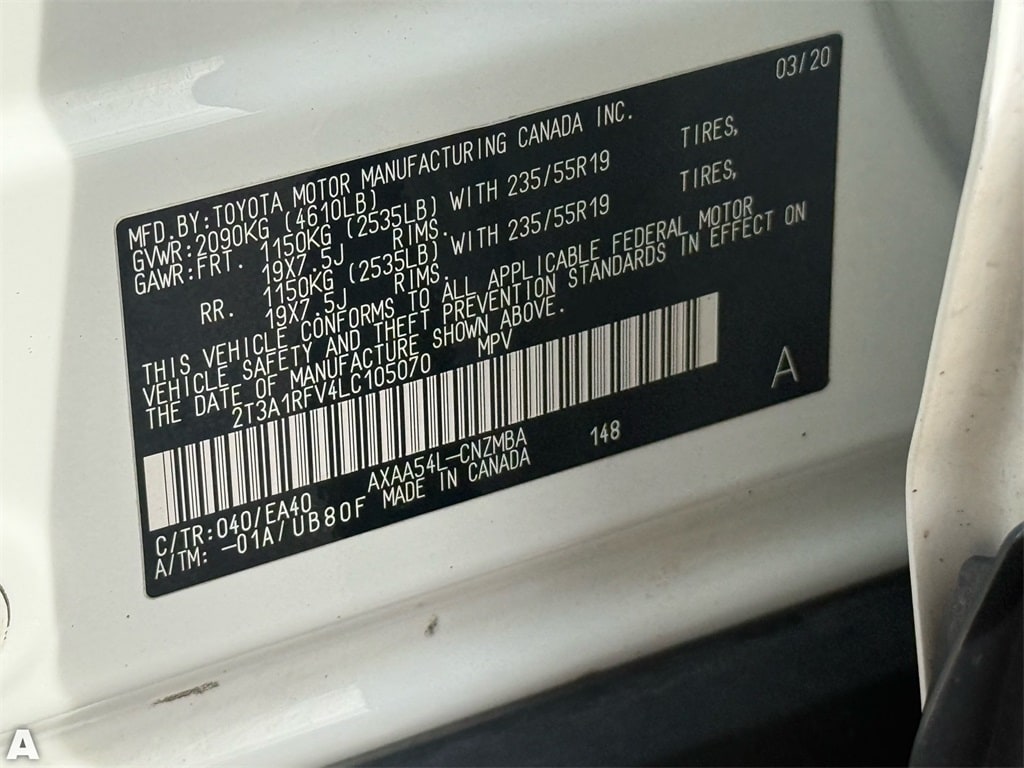 03/20
MFD.BY:TOYOTA MOTOR MANUFACTURING CANADA INC.
GVWR:2090KG (4610LB)
GAWR:FRT. 1150KG (2535LB) WITH 235/55R19 TIRES,
19X7.5J RIMS.
RR. 1150KG (2535LB) WITH 235/55R19 TIRES,
19X7.5J RIMS.
THIS VEHICLE CONFORMS TO ALL APPLICABLE FEDERAL MOTOR
VEHICLE SAFETY AND THEFT PREVENTION STANDARDS IN EFFECT ON
THE DATE OF MANUFACTURE SHOWN ABOVE.
2T3A1RFV4LC105070 MPV
A
C/TR:040/EA40 AXAA54L-CNZMBA 148
A/TM: -01A/UB80F MADE IN CANADA
A